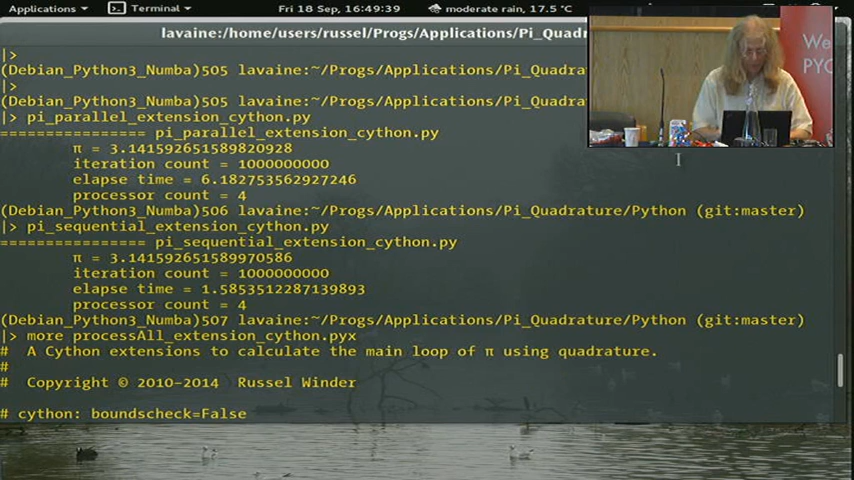 Applications Terminal Fri 18 Sep, 16:49:39 moderate rain, 17.5 °C
lavaine:/home/users/russel/Progs/Applications/Pi_Quadra
|>
(Debian_Python3_Numba)505 lavaine:~/Progs/Applications/Pi_Quadratu
|>
(Debian_Python3_Numba)505 lavaine:~/Progs/Applications/Pi_Quadratu
|> pi_parallel_extension_cython.py
================ pi_parallel_extension_cython.py
π = 3.141592651589820928
iteration count = 1000000000
elapse time = 6.182753562927246
processor count = 4
(Debian_Python3_Numba)506 lavaine:~/Progs/Applications/Pi_Quadrature/Python (git:master)
|> pi_sequential_extension_cython.py
================ pi_sequential_extension_cython.py
π = 3.141592651589970586
iteration count = 1000000000
elapse time = 1.5853512287139893
processor count = 4
(Debian_Python3_Numba)507 lavaine:~/Progs/Applications/Pi_Quadrature/Python (git:master)
|> more processAll_extension_cython.pyx
# A Cython extensions to calculate the main loop of π using quadrature.
#
# Copyright © 2010-2014 Russel Winder
# cython: boundscheck=False
We
PYC